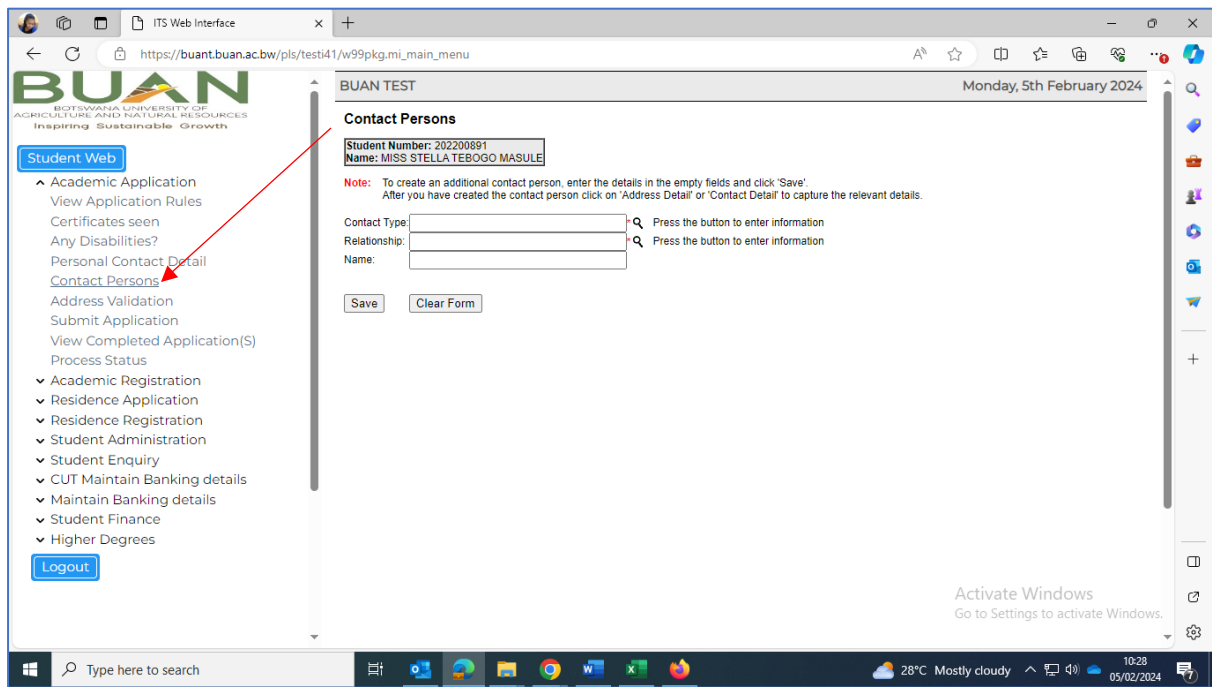 ITS Web Interface
https://buant.buan.ac.bw/pls/testi41/w99pkg.mi_main_menu
BUAN
BOTSWANA UNIVERSITY OF
AGRICULTURE AND NATURAL RESOURCES
Inspiring Sustainable Growth
Student Web
Academic Application
View Application Rules
Certificates seen
Any Disabilities?
Personal Contact Detail
Contact Persons
Address Validation
Submit Application
View Completed Application(S)
Process Status
Academic Registration
Residence Application
Residence Registration
Student Administration
Student Enquiry
CUT Maintain Banking details
Maintain Banking details
Student Finance
Higher Degrees
Logout
BUAN TEST Monday, 5th February 2024
Contact Persons
Student Number: 202200891
Name: MISS STELLA TEBOGO MASULE
Note: To create an additional contact person, enter the details in the empty fields and click 'Save'.
After you have created the contact person click on 'Address Detail' or 'Contact Detail' to capture the relevant details.
Contact Type: * Press the button to enter information
Relationship: * Press the button to enter information
Name:
Save Clear Form
Activate Windows
Go to Settings to activate Windows.
Type here to search
28°C Mostly cloudy
10:28
05/02/2024
7